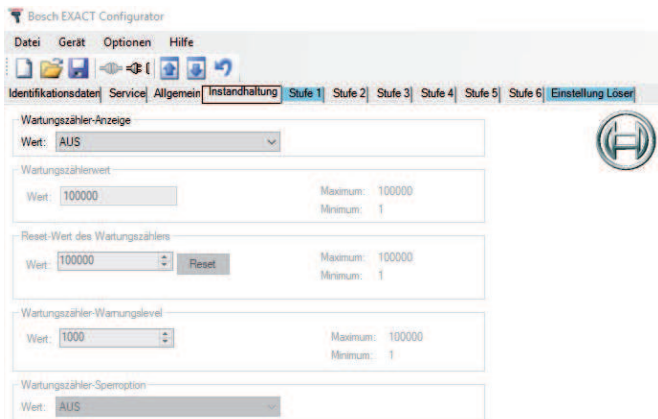 Bosch EXACT Configurator
Datei Gerät Optionen Hilfe
Identifikationsdaten Service Allgemein Instandhaltung Stufe 1 Stufe 2 Stufe 3 Stufe 4 Stufe 5 Stufe 6 Einstellung Löser
Wartungszähler-Anzeige
Wert: AUS
Wartungszählerwert
Wert: 100000 Maximum: 100000
Minimum: 1
Reset-Wert des Wartungszählers
Wert: 100000 Reset Maximum: 100000
Minimum: 1
Wartungszähler-Warnungslevel
Wert: 1000 Maximum: 100000
Minimum: 1
Wartungszähler-Sperroption
Wert: AUS